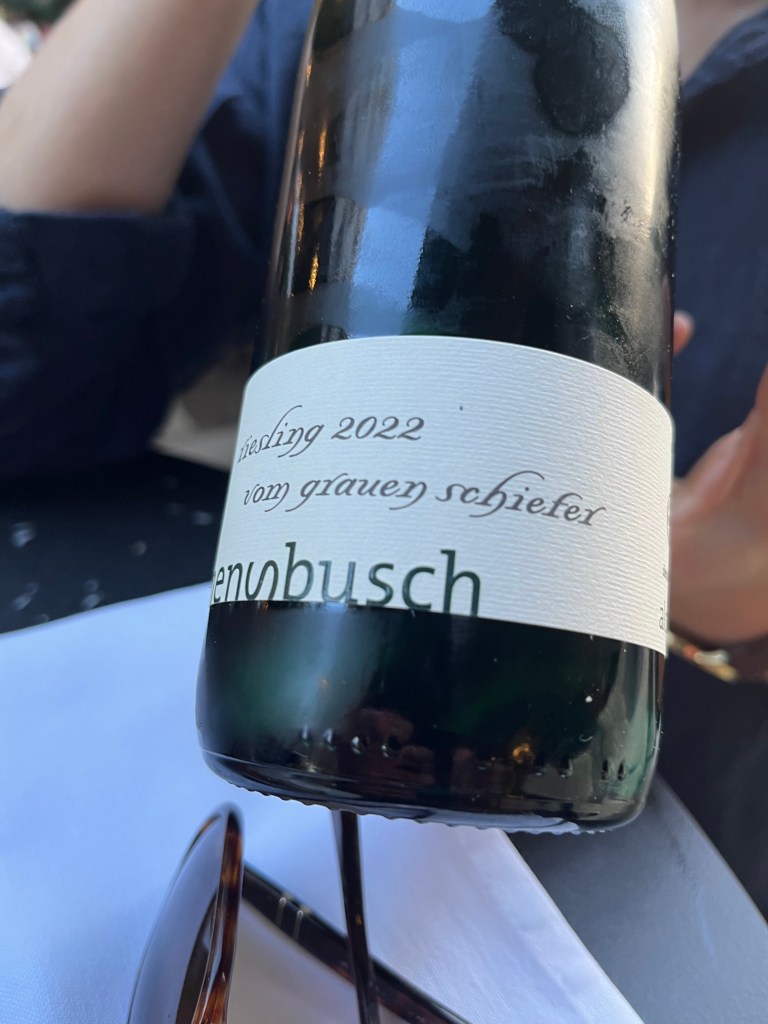 riesling 2022
vom grauen schiefer
ensbusch